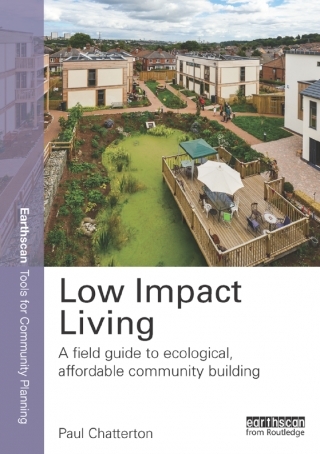 Earthscan Tools for Community Planning
Low Impact
Living
A field guide to ecological,
affordable community building
Paul Chatterton
earthscan
from Routledge